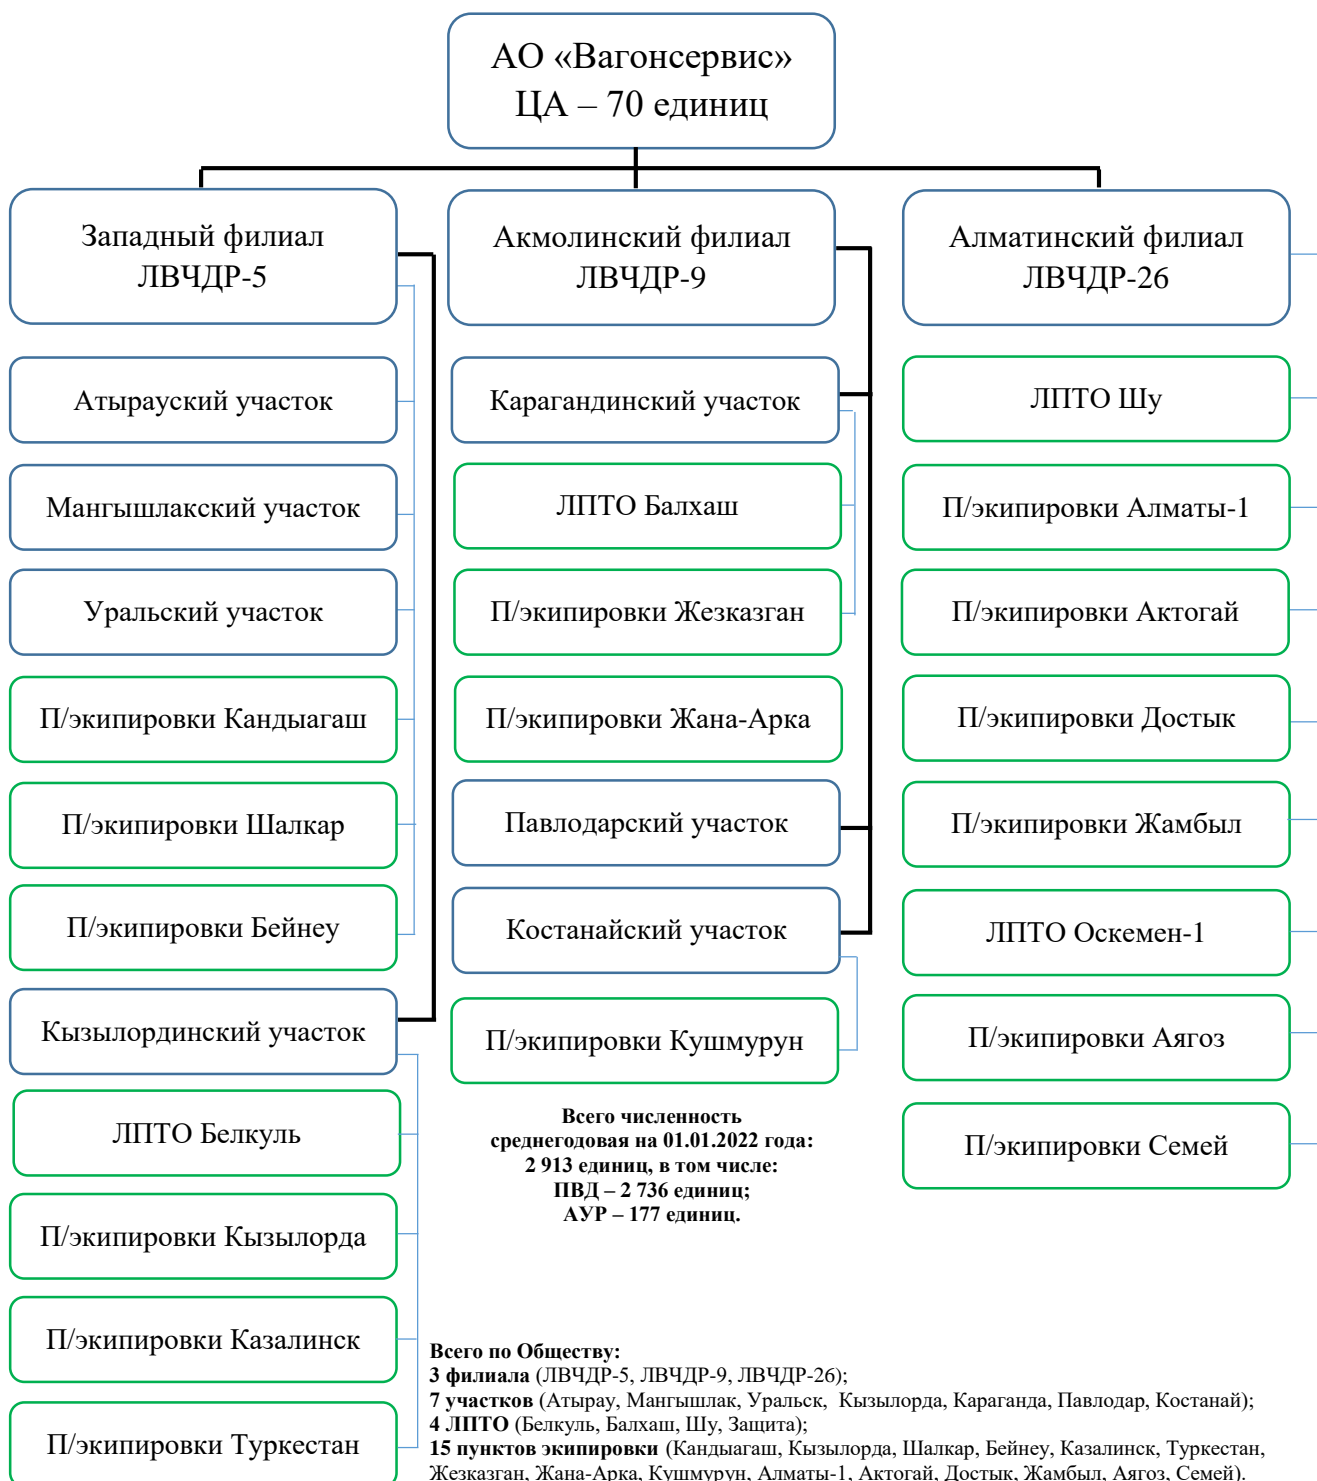 АО «Вагонсервис»
ЦА – 70 единиц
Западный филиал
ЛВЧДР-5
Атырауский участок
Мангышлакский участок
Уральский участок
П/экипировки Кандыагаш
П/экипировки Шалкар
П/экипировки Бейнеу
Кызылординский участок
ЛПТО Белкуль
П/экипировки Кызылорда
П/экипировки Казалинск
П/экипировки Туркестан
Акмолинский филиал
ЛВЧДР-9
Карагандинский участок
ЛПТО Балхаш
П/экипировки Жезказган
П/экипировки Жана-Арка
Павлодарский участок
Костанайский участок
П/экипировки Кушмурун
Алматинский филиал
ЛВЧДР-26
ЛПТО Шу
П/экипировки Алматы-1
П/экипировки Актогай
П/экипировки Достык
П/экипировки Жамбыл
ЛПТО Оскемен-1
П/экипировки Аягоз
П/экипировки Семей
Всего численность
среднегодовая на 01.01.2022 года:
2 913 единиц, в том числе:
ПВД – 2 736 единиц;
АУР – 177 единиц.
Всего по Обществу:
3 филиала (ЛВЧДР-5, ЛВЧДР-9, ЛВЧДР-26);
7 участков (Атырау, Мангышлак, Уральск, Кызылорда, Караганда, Павлодар, Костанай);
4 ЛПТО (Белкуль, Балхаш, Шу, Защита);
15 пунктов экипировки (Кандыагаш, Кызылорда, Шалкар, Бейнеу, Казалинск, Туркестан,
Жезказган, Жана-Арка, Кушмурун, Алматы-1, Актогай, Достык, Жамбыл, Аягоз, Семей).